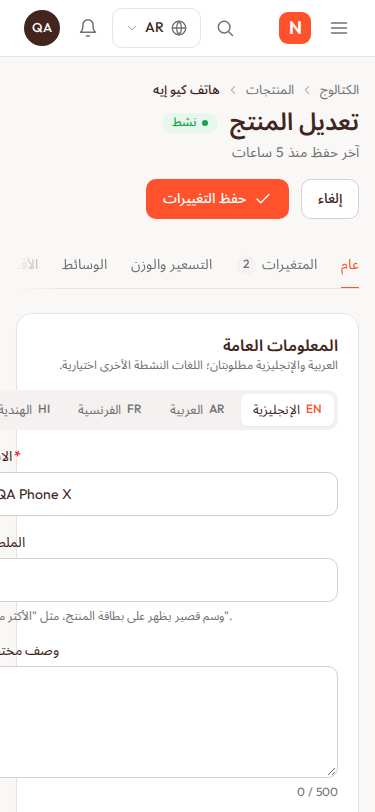 N
AR
QA
الكتالوج
المنتجات
هاتف كيو إيه
تعديل المنتج
نشط
آخر حفظ منذ 5 ساعات
إلغاء
حفظ التغييرات
عام
المتغيرات 2
التسعير والوزن
الوسائط
المعلومات العامة
العربية والإنجليزية مطلوبتان؛ اللغات النشطة الأخرى اختيارية.
EN الإنجليزية
AR العربية
FR الفرنسية
HI الهندية
*
QA Phone X
وسم قصير يظهر على بطاقة المنتج، مثل "الأكثر
وصف
0 / 500